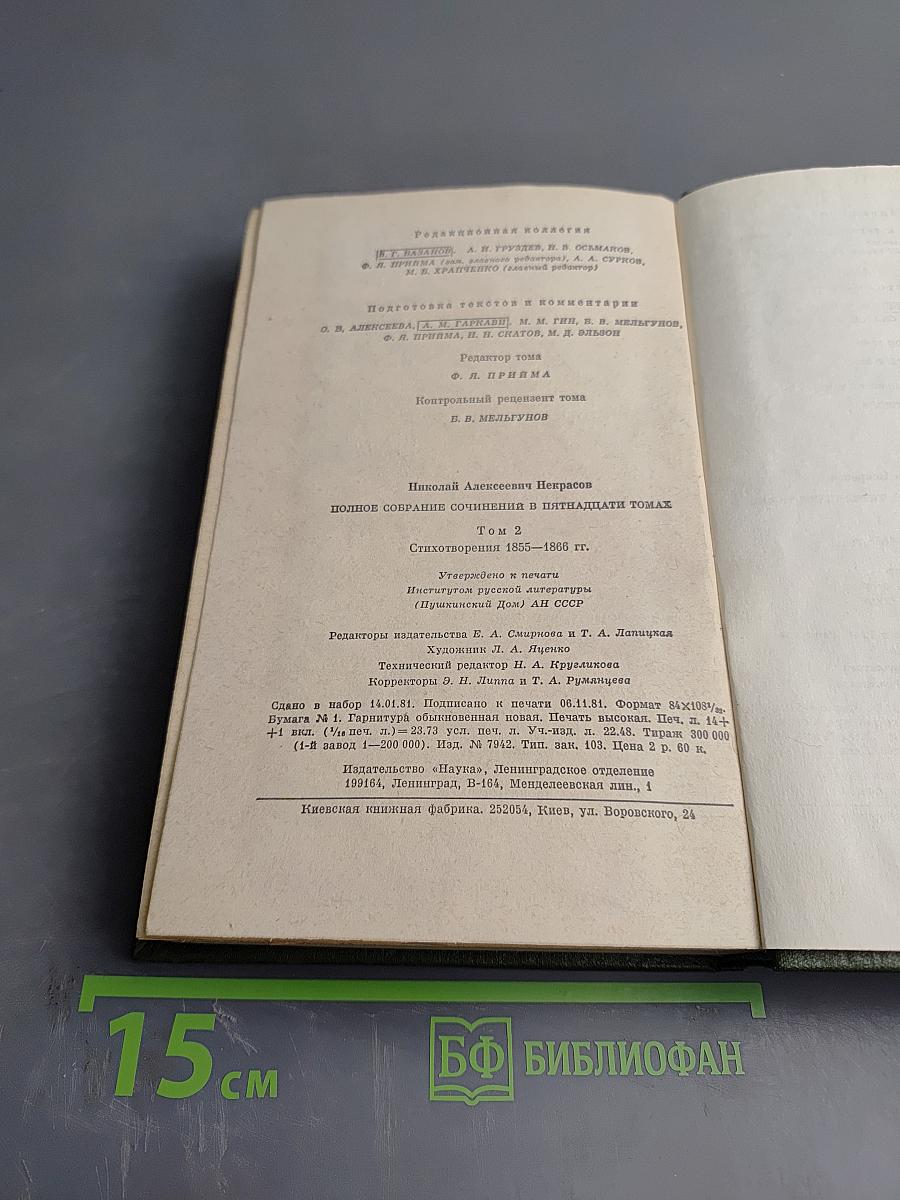 Редакционная коллегия
В. Г. БАЗАНОВ, А. Н. ГРУЗДЕВ, Н. В. ОСЬМАКОВ,
Ф. Я. ПРИЙМА (зам. главного редактора), А. А. СУРКОВ,
М. Б. ХРАПЧЕНКО (главный редактор)
Подготовка текстов и комментарии
О. В. АЛЕКСЕЕВА, А. М. ГАРКАВИ, М. М. ГИН, Б. В. МЕЛЬГУНОВ,
Ф. Я. ПРИЙМА, Н. Н. СКАТОВ, М. Д. ЭЛЬЗОН
Редактор тома
Ф. Я. ПРИЙМА
Контрольный рецензент тома
Б. В. МЕЛЬГУНОВ
Николай Алексеевич Некрасов
ПОЛНОЕ СОБРАНИЕ СОЧИНЕНИЙ В ПЯТНАДЦАТИ ТОМАХ
Том 2
Стихотворения 1855—1866 гг.
Утверждено к печати
Институтом русской литературы
(Пушкинский Дом) АН СССР
Редакторы издательства Е. А. Смирнова и Т. А. Лапицкая
Художник Л. А. Яценко
Технический редактор Н. А. Кругликова
Корректоры Э. Н. Липпа и Т. А. Румянцева
Сдано в набор 14.01.81. Подписано к печати 06.11.81. Формат 84×108¹/₃₂.
Бумага № 1. Гарнитура обыкновенная новая. Печать высокая. Печ. л. 14+
+1 вкл. (¹/₁₆ печ. л.)=23.73 усл. печ. л. Уч.-изд. л. 22.48. Тираж 300 000
(1-й завод 1—200 000). Изд. № 7942. Тип. зак. 103. Цена 2 р. 60 к.
Издательство «Наука», Ленинградское отделение
199164, Ленинград, В-164, Менделеевская лин., 1
Киевская книжная фабрика. 252054, Киев, ул. Воровского, 24
15 см
БФ БИБЛИОФАН